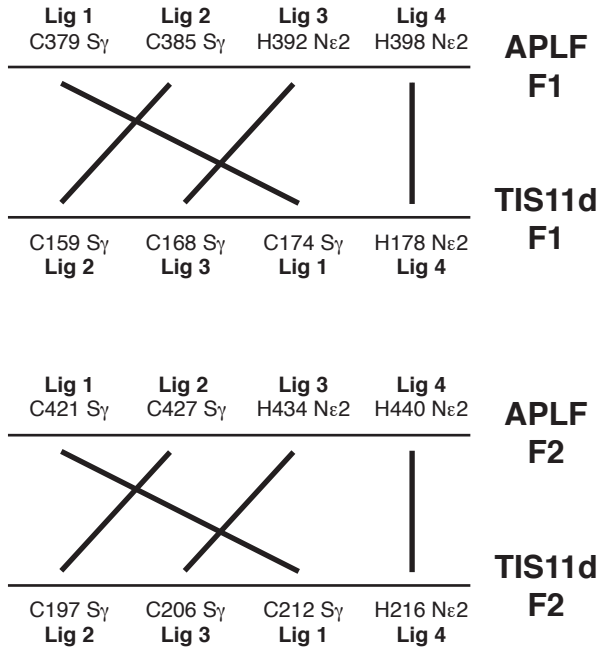 Lig 1 Lig 2 Lig 3 Lig 4
C379 Sγ C385 Sγ H392 Nε2 H398 Nε2
APLF
F1
TIS11d
F1
C159 Sγ C168 Sγ C174 Sγ H178 Nε2
Lig 2 Lig 3 Lig 1 Lig 4
Lig 1 Lig 2 Lig 3 Lig 4
C421 Sγ C427 Sγ H434 Nε2 H440 Nε2
APLF
F2
TIS11d
F2
C197 Sγ C206 Sγ C212 Sγ H216 Nε2
Lig 2 Lig 3 Lig 1 Lig 4